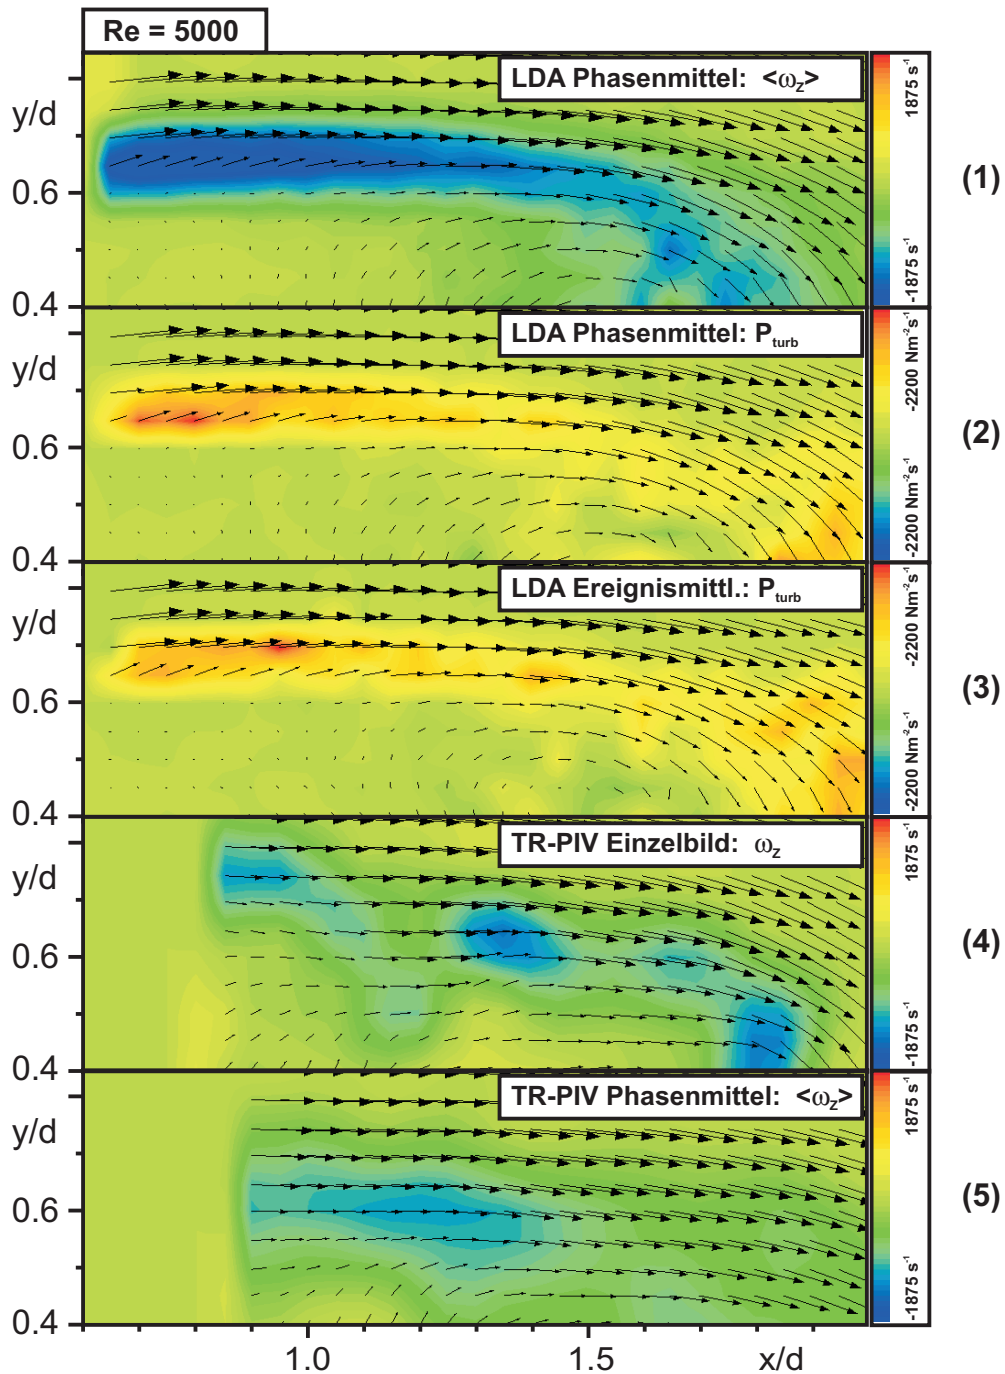 Re = 5000
LDA Phasenmittel: <ωz>
y/d
0.6
0.4
1875 s-1
-1875 s-1
(1)
LDA Phasenmittel: Pturb
y/d
0.6
0.4
-2200 Nm-2s-1
-2200 Nm-2s-1
(2)
LDA Ereignismittl.: Pturb
y/d
0.6
0.4
-2200 Nm-2s-1
-2200 Nm-2s-1
(3)
TR-PIV Einzelbild: ωz
y/d
0.6
0.4
1875 s-1
-1875 s-1
(4)
TR-PIV Phasenmittel: <ωz>
y/d
0.6
0.4
1875 s-1
-1875 s-1
(5)
1.0 1.5 x/d